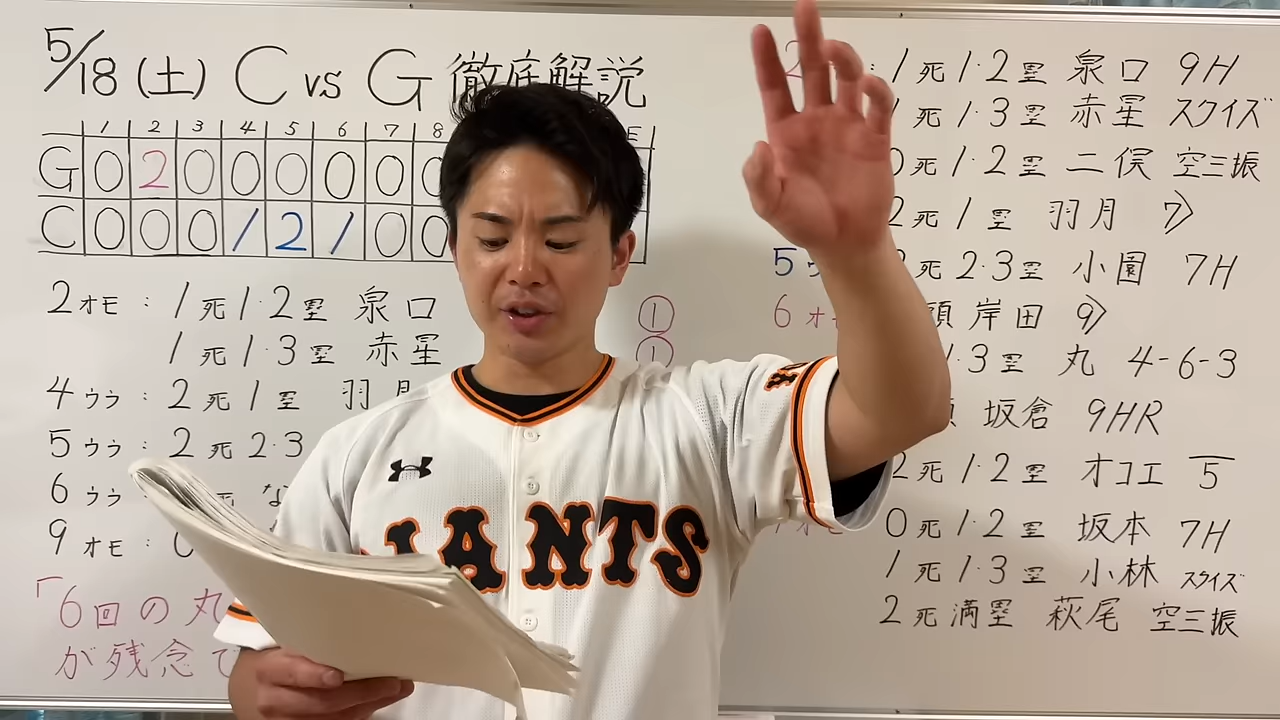 5/18(土) C vs G 徹底解説
1 2 3 4 5 6 7 8 E
G 0 2 0 0 0 0 0 0
C 0 0 0 1 2 1 0 0
2オモ: 1死1・2塁 泉口 ①
1死1・3塁 赤星 ①
4ウラ: 2死1塁 羽月
5ウラ: 2死2・3
6ウラ
9オモ: 0
「6回の丸
が残念で
GIANTS
2 : 1死1・2塁 泉口 9H
1死1・3塁 赤星 スクイズ
0死1・2塁 二俣 空三振
2死1塁 羽月 7>
5ウ 2死2・3塁 小園 7H
6オモ 頭 岸田 9>
1・3塁 丸 4-6-3
頭 坂倉 9HR
2死1・2塁 オコエ 5
0死1・2塁 坂本 7H
1死1・3塁 小林 スクイズ
2死満塁 萩尾 空三振